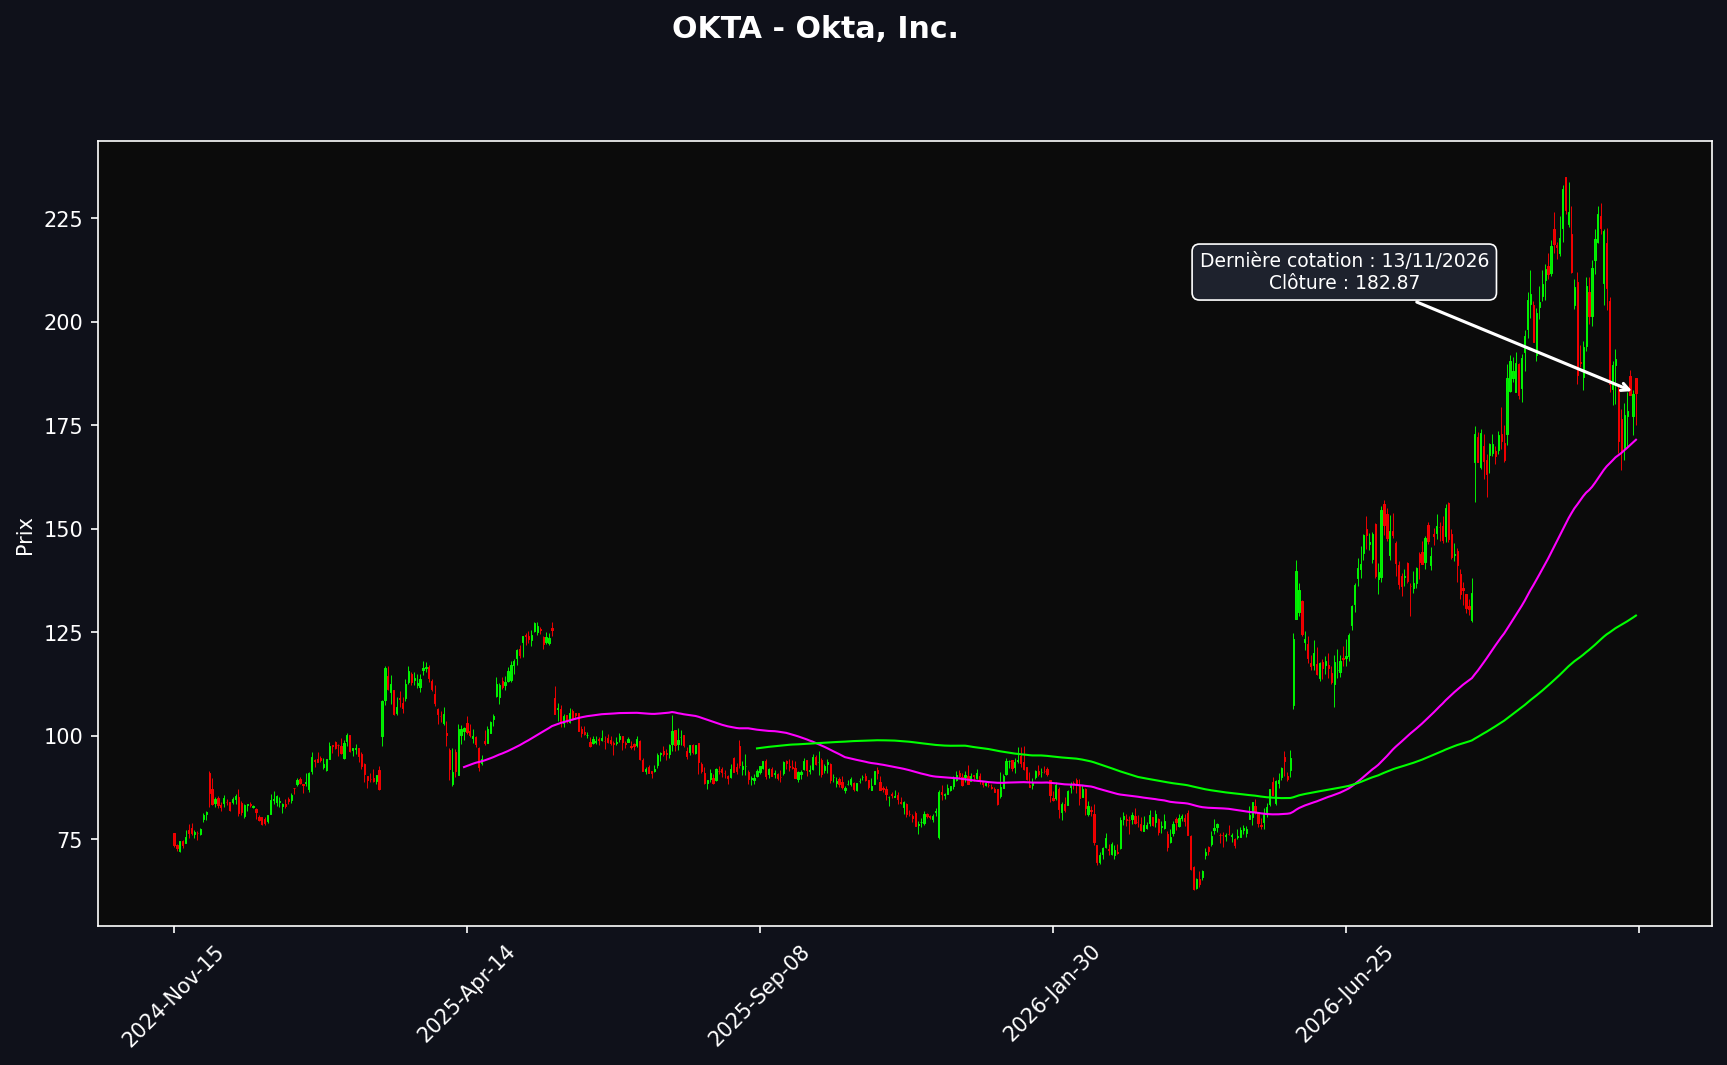 OKTA - Okta, Inc.
225
200
175
150
125
100
75
Prix
Dernière cotation : 13/11/2026
Clôture : 182.87
2024-Nov-15
2025-Apr-14
2025-Sep-08
2026-Jan-30
2026-Jun-25